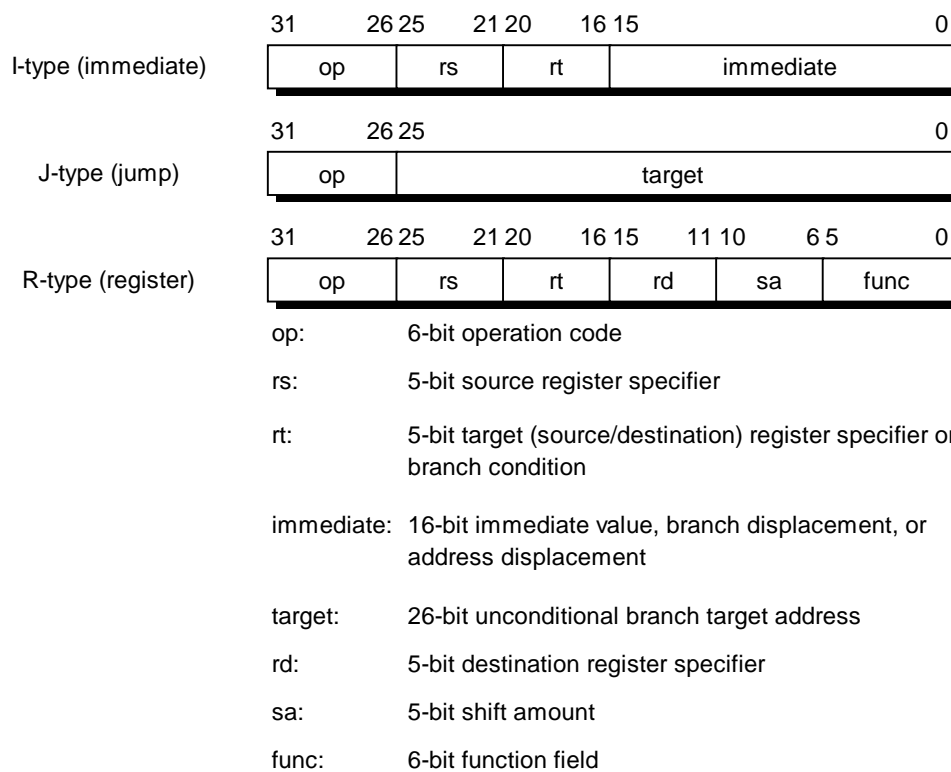 31 26 25 21 20 16 15 0
I-type (immediate) op rs rt immediate
31 26 25 0
J-type (jump) op target
31 26 25 21 20 16 15 11 10 6 5 0
R-type (register) op rs rt rd sa func
op: 6-bit operation code
rs: 5-bit source register specifier
rt: 5-bit target (source/destination) register specifier or
branch condition
immediate: 16-bit immediate value, branch displacement, or
address displacement
target: 26-bit unconditional branch target address
rd: 5-bit destination register specifier
sa: 5-bit shift amount
func: 6-bit function field